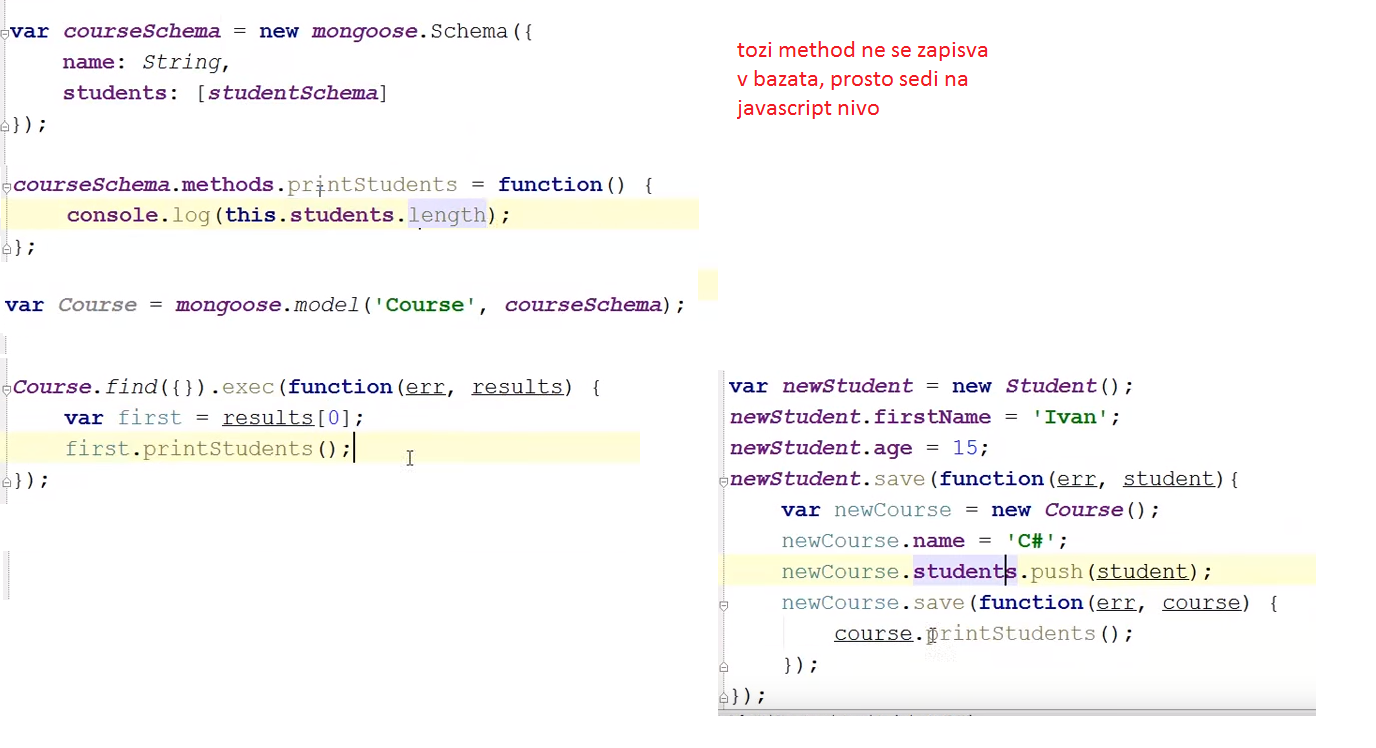 var courseSchema = new mongoose.Schema({
name: String,
students: [studentSchema]
});
courseSchema.methods.printStudents = function() {
console.log(this.students.length);
};
var Course = mongoose.model('Course', courseSchema);
Course.find({}).exec(function(err, results) {
var first = results[0];
first.printStudents();
});
tozi method ne se zapisva
v bazata, prosto sedi na
javascript nivo
var newStudent = new Student();
newStudent.firstName = 'Ivan';
newStudent.age = 15;
newStudent.save(function(err, student){
var newCourse = new Course();
newCourse.name = 'C#';
newCourse.students.push(student);
newCourse.save(function(err, course) {
course.printStudents();
});
});